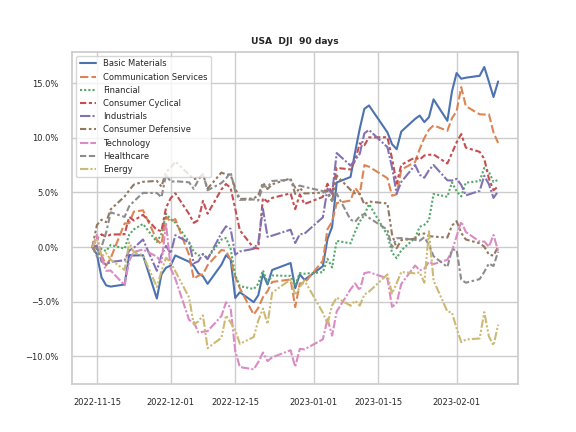 USA  DJI  90 days
Basic Materials
Communication Services
Financial
Consumer Cyclical
Industrials
Consumer Defensive
Technology
Healthcare
Energy
15.0%
10.0%
5.0%
0.0%
−5.0%
−10.0%
2022-11-15 2022-12-01 2022-12-15 2023-01-01 2023-01-15 2023-02-01